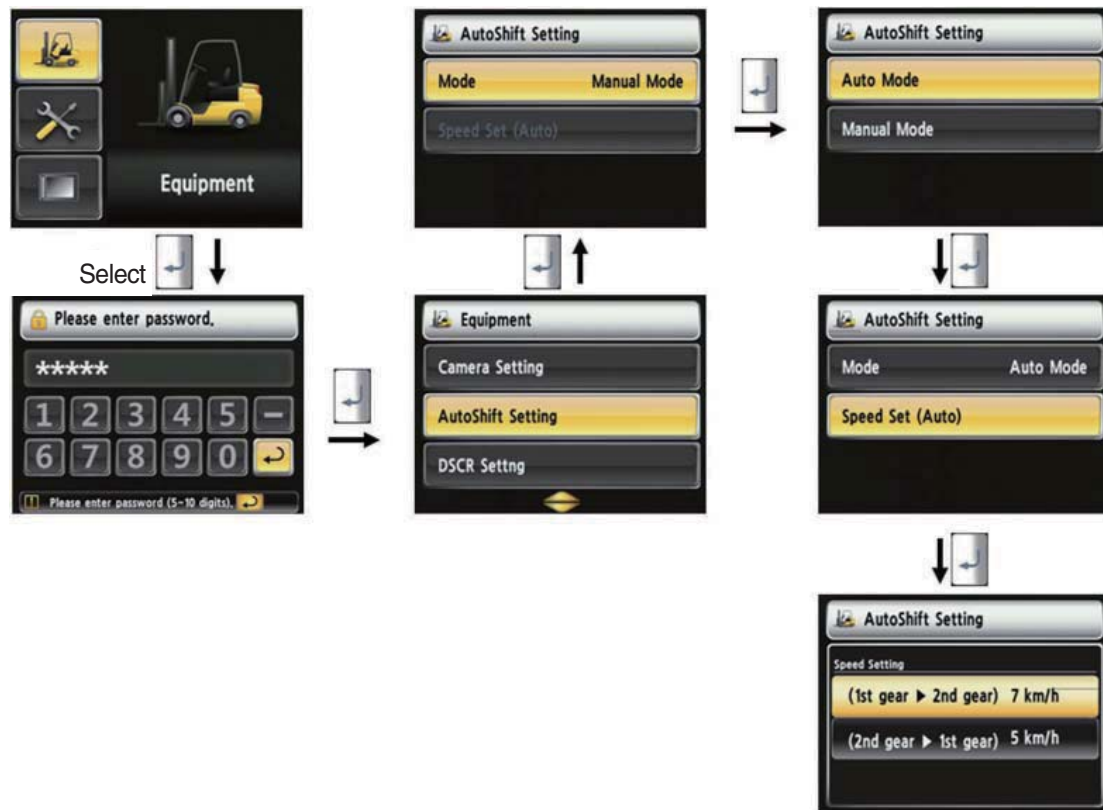 Equipment
Select
Please enter password.
*****
1 2 3 4 5 –
6 7 8 9 0
Please enter password (5-10 digits).
Equipment
Camera Setting
AutoShift Setting
DSCR Settng
AutoShift Setting
Mode Manual Mode
Speed Set (Auto)
AutoShift Setting
Auto Mode
Manual Mode
AutoShift Setting
Mode Auto Mode
Speed Set (Auto)
AutoShift Setting
Speed Setting
(1st gear ▶ 2nd gear) 7 km/h
(2nd gear ▶ 1st gear) 5 km/h